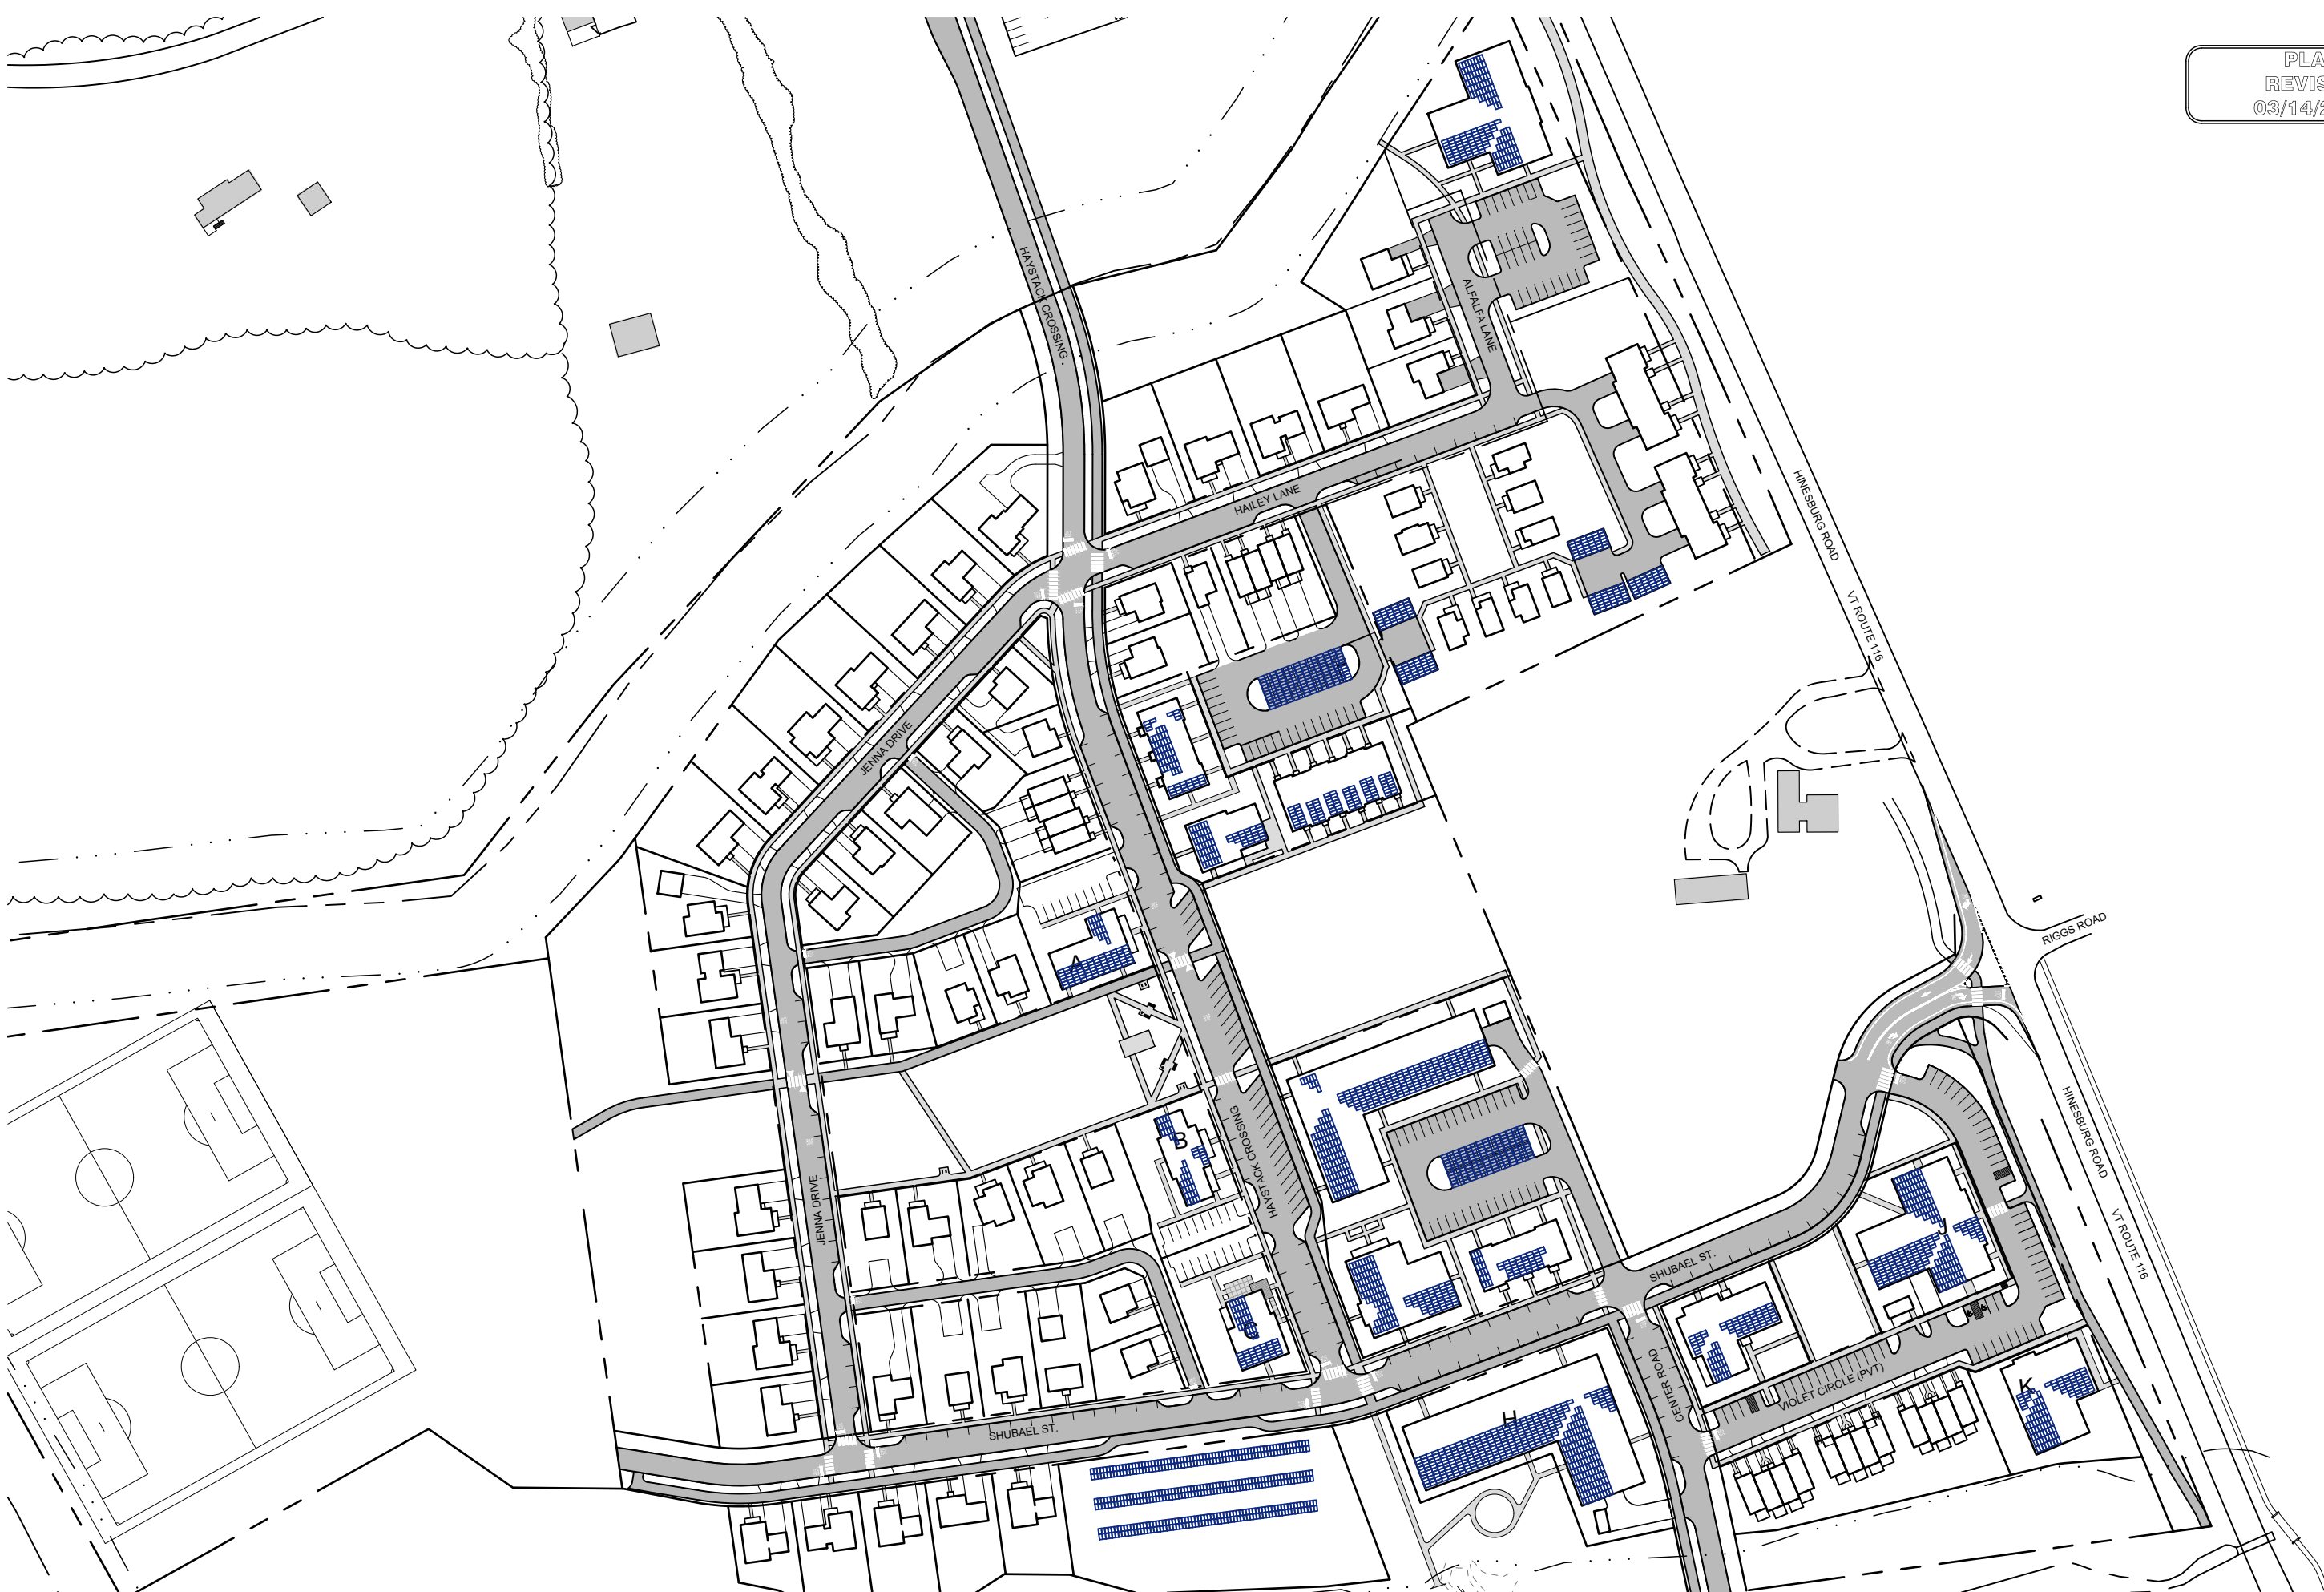 PLA
REVIS
03/14/2
HAYSTACK CROSSING
ALFALFA LANE
HAILEY LANE
HINESBURG ROAD
VT ROUTE 116
JENNA DRIVE
RIGGS ROAD
A
B
HAYSTACK CROSSING
HINESBURG ROAD
VT ROUTE 116
JENNA DRIVE
J
SHUBAEL ST.
C
CENTER ROAD
VIOLET CIRCLE (PVT)
K
H
SHUBAEL ST.